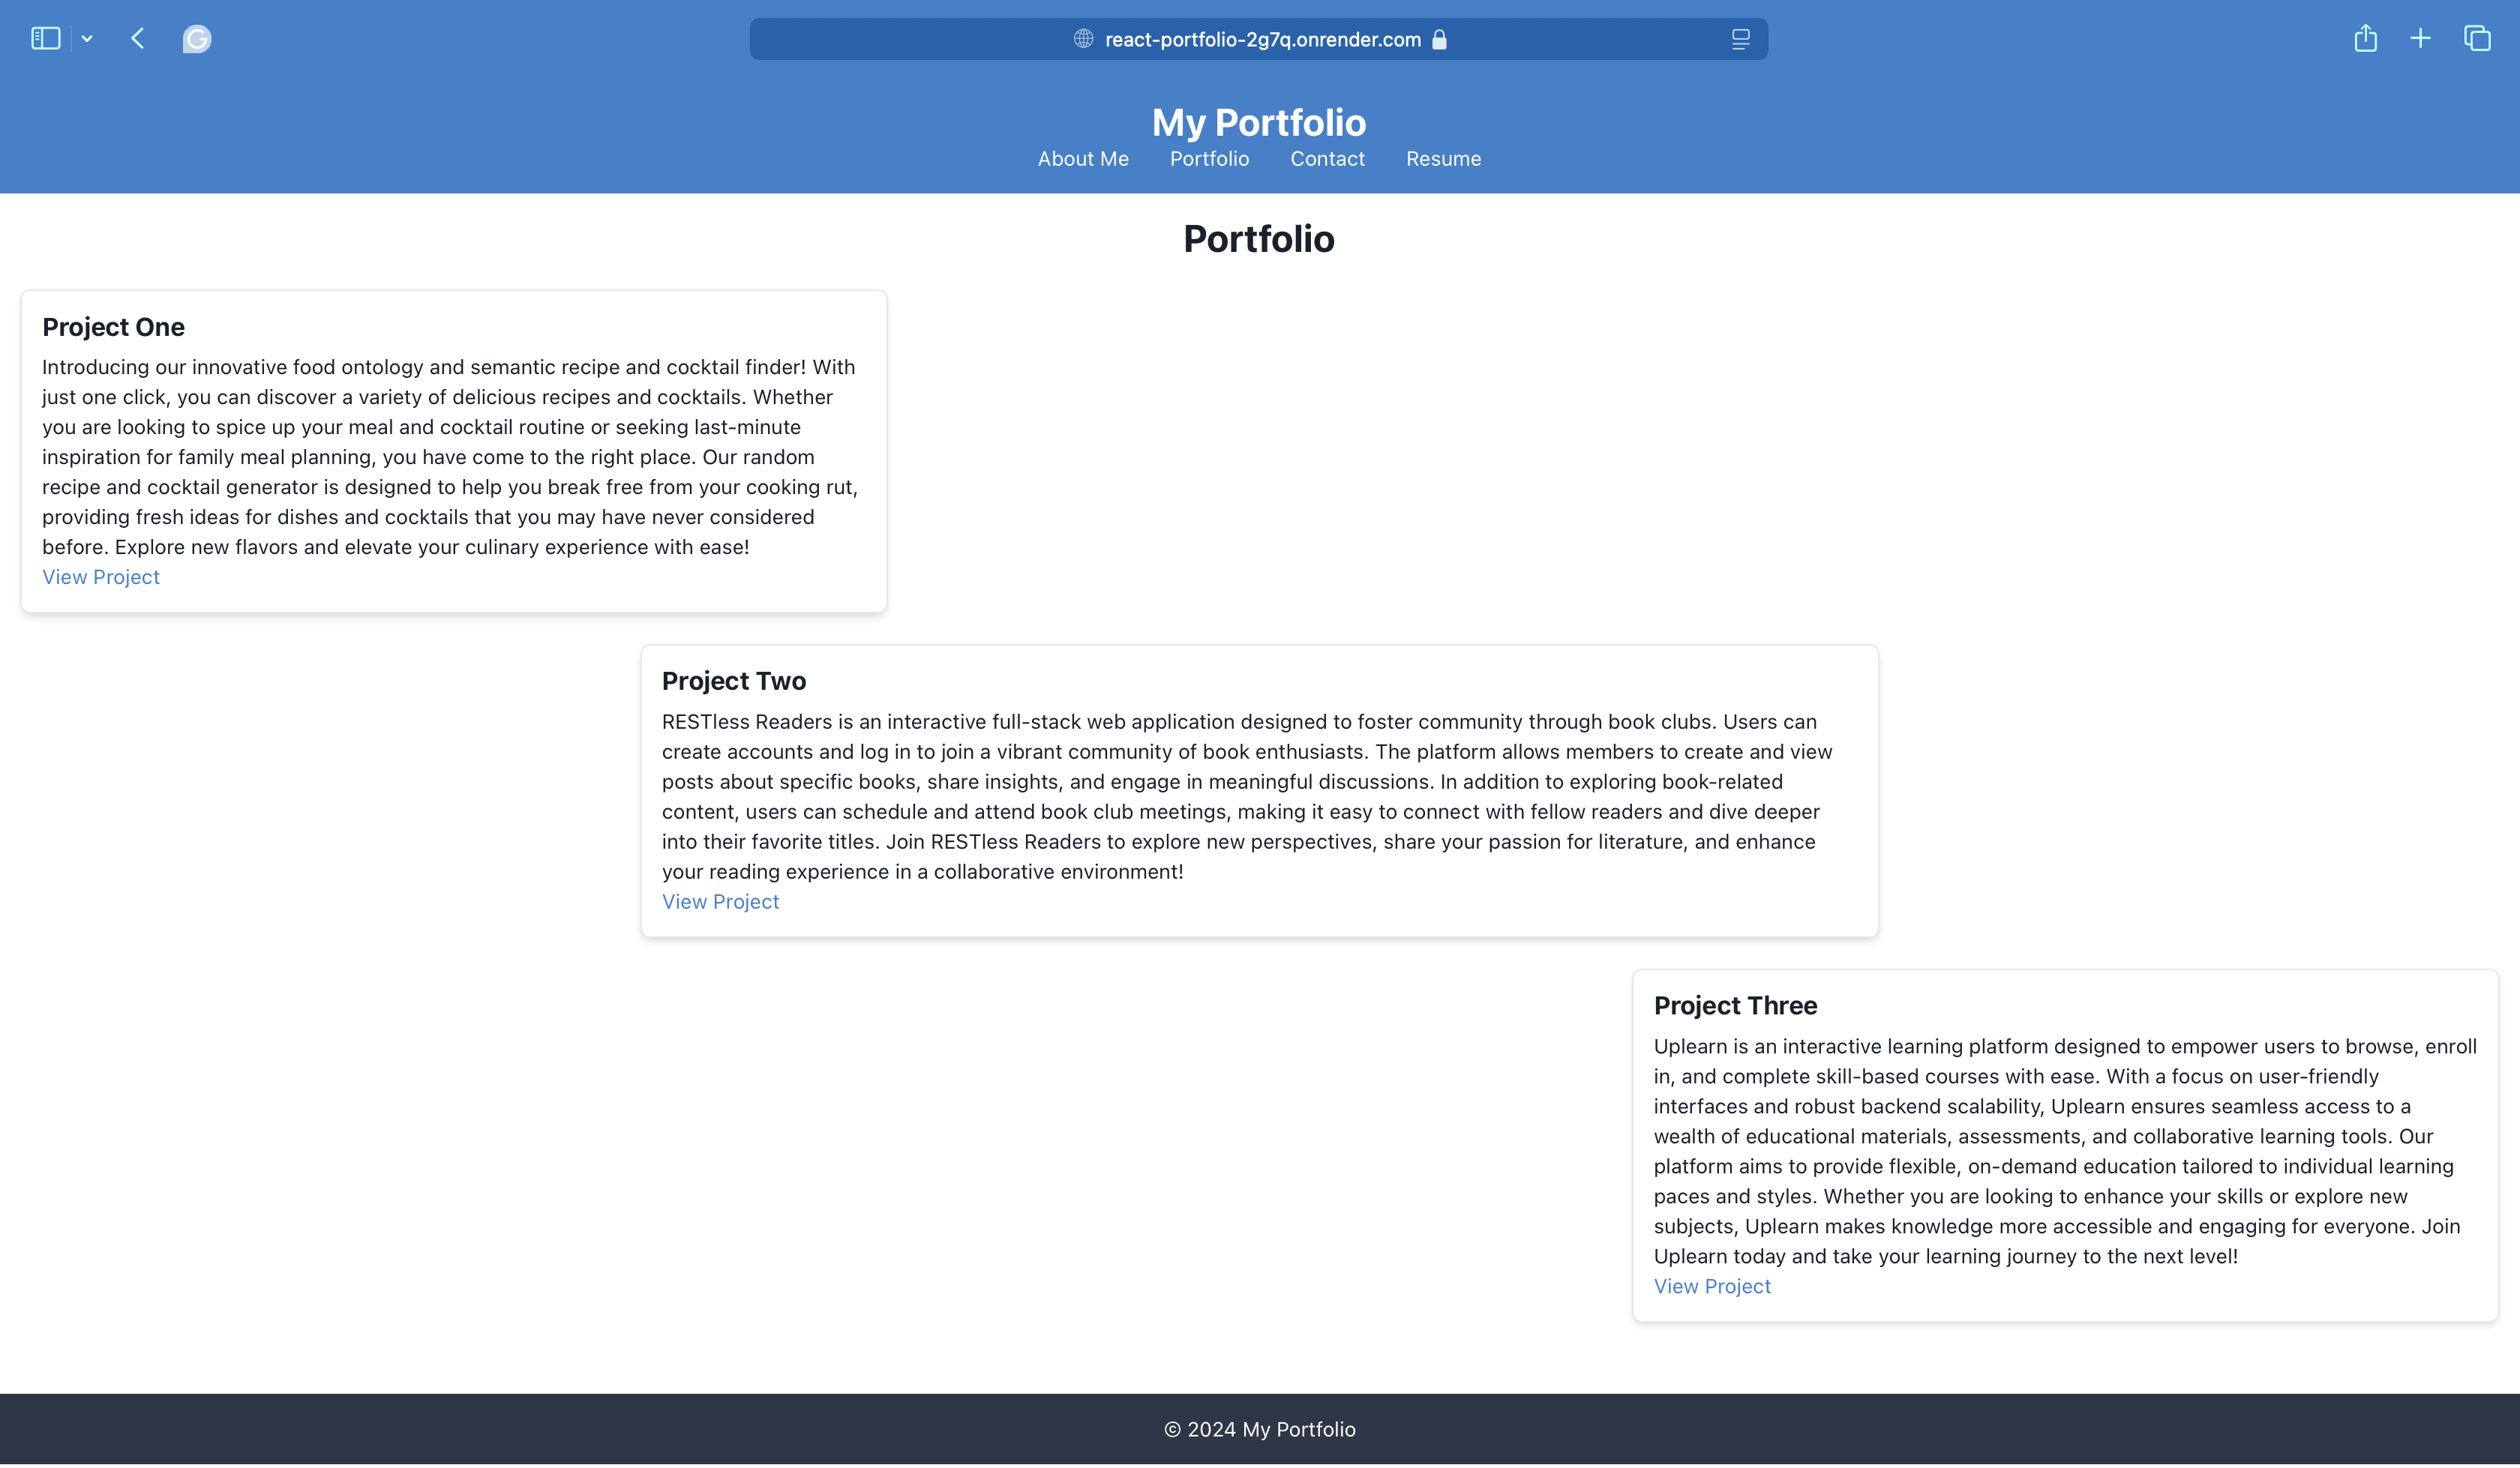 react-portfolio-2g7q.onrender.com
My Portfolio
About Me Portfolio Contact Resume
Portfolio
Project One
Introducing our innovative food ontology and semantic recipe and cocktail finder! With
just one click, you can discover a variety of delicious recipes and cocktails. Whether
you are looking to spice up your meal and cocktail routine or seeking last-minute
inspiration for family meal planning, you have come to the right place. Our random
recipe and cocktail generator is designed to help you break free from your cooking rut,
providing fresh ideas for dishes and cocktails that you may have never considered
before. Explore new flavors and elevate your culinary experience with ease!
View Project
Project Two
RESTless Readers is an interactive full-stack web application designed to foster community through book clubs. Users can
create accounts and log in to join a vibrant community of book enthusiasts. The platform allows members to create and view
posts about specific books, share insights, and engage in meaningful discussions. In addition to exploring book-related
content, users can schedule and attend book club meetings, making it easy to connect with fellow readers and dive deeper
into their favorite titles. Join RESTless Readers to explore new perspectives, share your passion for literature, and enhance
your reading experience in a collaborative environment!
View Project
Project Three
Uplearn is an interactive learning platform designed to empower users to browse, enroll
in, and complete skill-based courses with ease. With a focus on user-friendly
interfaces and robust backend scalability, Uplearn ensures seamless access to a
wealth of educational materials, assessments, and collaborative learning tools. Our
platform aims to provide flexible, on-demand education tailored to individual learning
paces and styles. Whether you are looking to enhance your skills or explore new
subjects, Uplearn makes knowledge more accessible and engaging for everyone. Join
Uplearn today and take your learning journey to the next level!
View Project
© 2024 My Portfolio